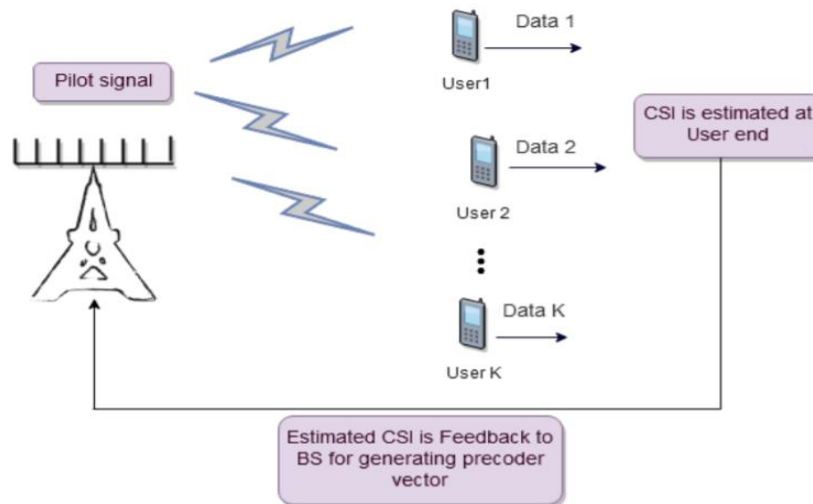 Data 1
Pilot signal
User1
CSI is estimated at
User end
Data 2
User 2
Data K
User K
Estimated CSI is Feedback to
BS for generating precoder
vector